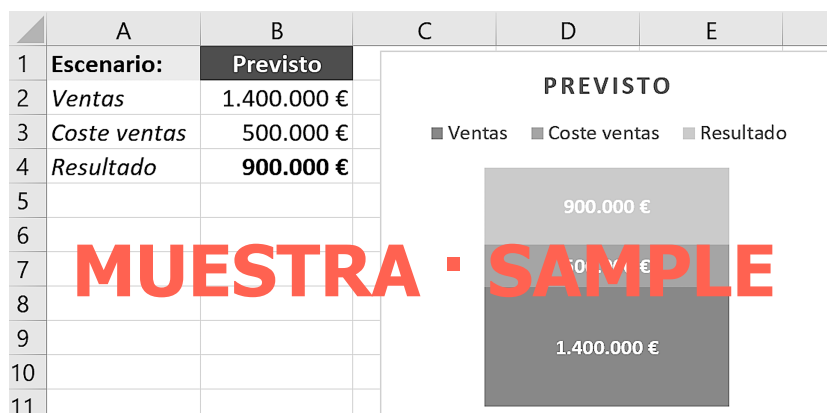 A B C D E
1 Escenario: Previsto
2 Ventas 1.400.000 €
3 Coste ventas 500.000 €
4 Resultado 900.000 €
5
6
7
8
9
10
11
PREVISTO
Ventas Coste ventas Resultado
900.000 €
1.400.000 €
MUESTRA · SAMPLE